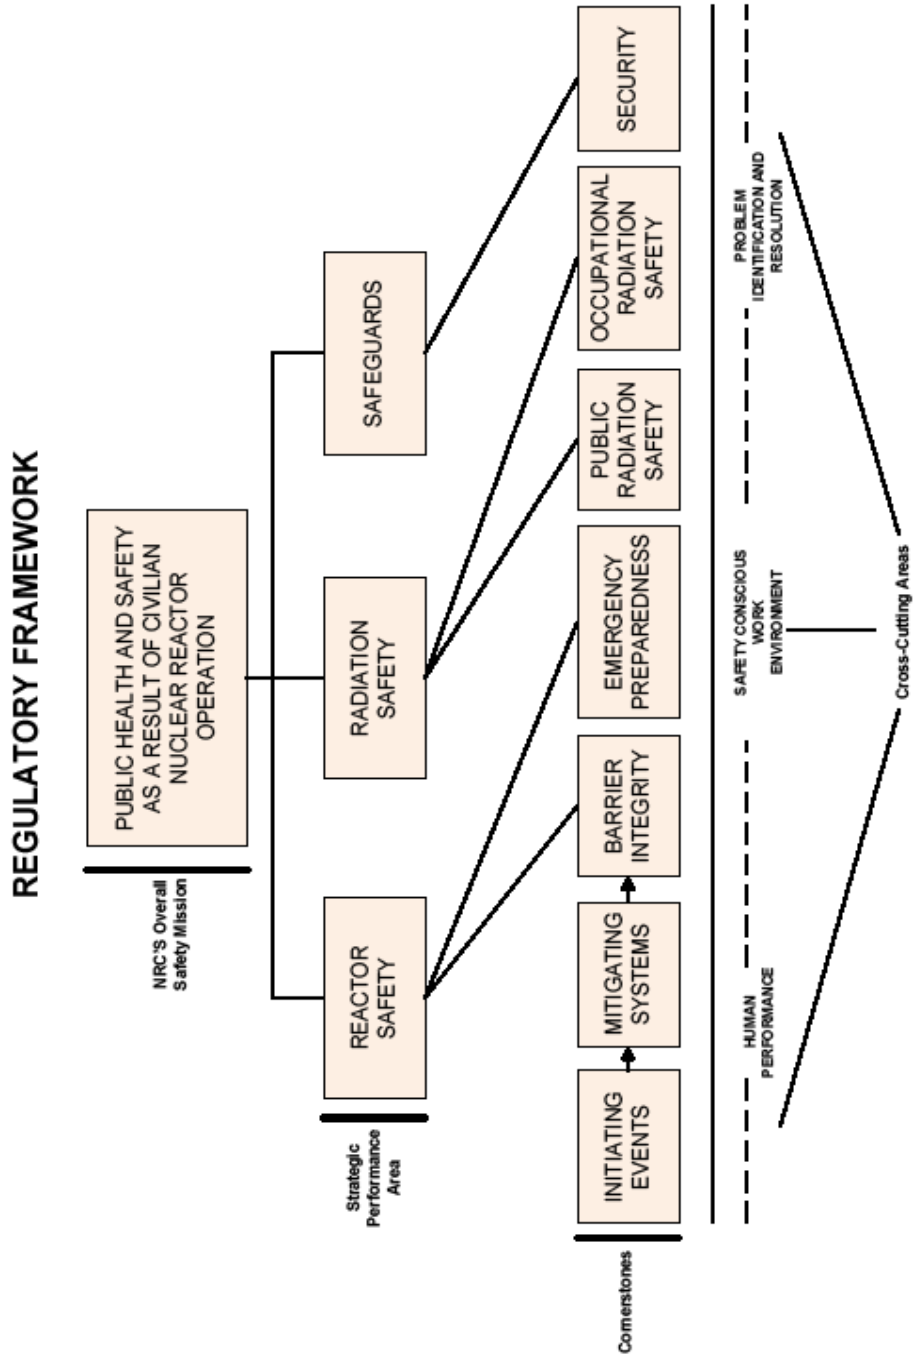 REGULATORY FRAMEWORK
NRC'S Overall
Safety Mission
PUBLIC HEALTH AND SAFETY
AS A RESULT OF CIVILIAN
NUCLEAR REACTOR
OPERATION
Strategic
Performance
Area
REACTOR
SAFETY
RADIATION
SAFETY
SAFEGUARDS
Cornerstones
INITIATING
EVENTS
MITIGATING
SYSTEMS
BARRIER
INTEGRITY
EMERGENCY
PREPAREDNESS
PUBLIC
RADIATION
SAFETY
OCCUPATIONAL
RADIATION
SAFETY
SECURITY
HUMAN
PERFORMANCE
SAFETY CONSCIOUS
WORK
ENVIRONMENT
PROBLEM
IDENTIFICATION AND
RESOLUTION
Cross-Cutting Areas